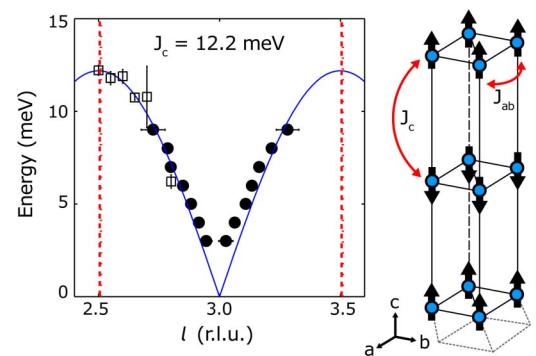 15
10
5
0
Energy (meV)
J_c = 12.2 meV
2.5 3.0 3.5
l (r.l.u.)
J_c
J_ab
c
a b